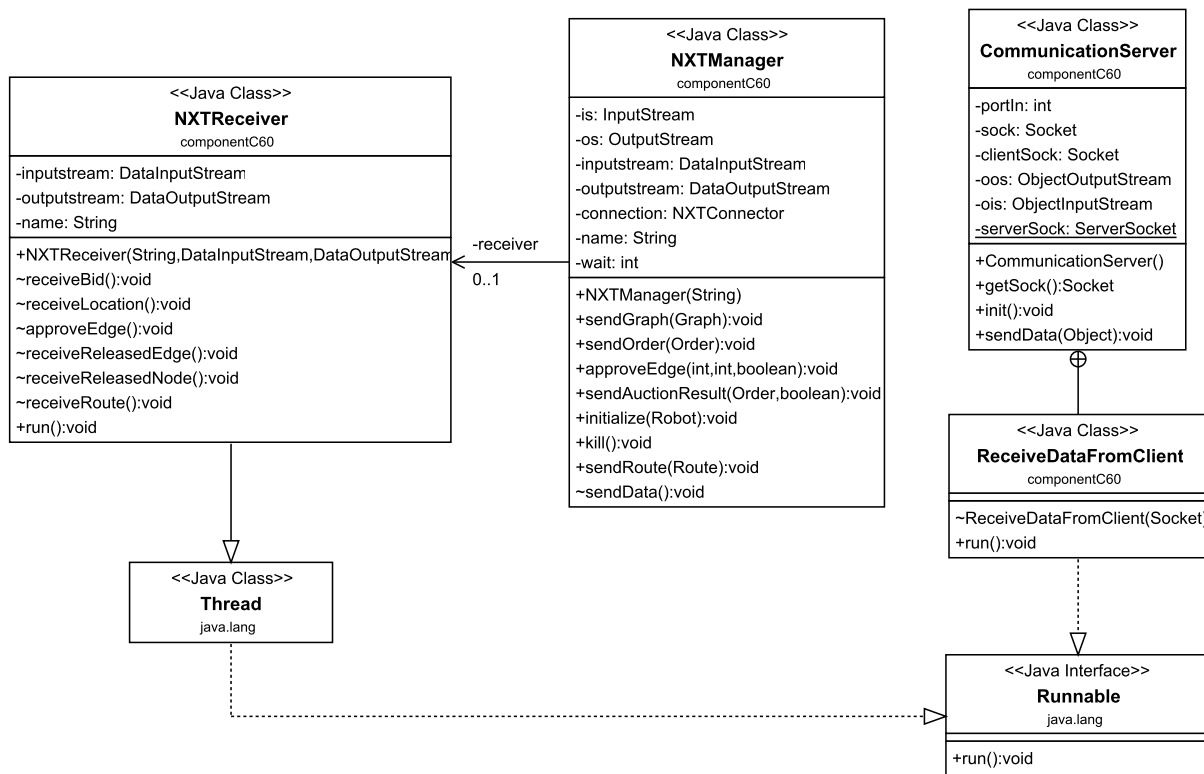 <<Java Class>>
NXTReceiver
componentC60
-inputstream: DataInputStream
-outputstream: DataOutputStream
-name: String
+NXTReceiver(String,DataInputStream,DataOutputStream
~receiveBid():void
~receiveLocation():void
~approveEdge():void
~receiveReleasedEdge():void
~receiveReleasedNode():void
~receiveRoute():void
+run():void
-receiver
0..1
<<Java Class>>
NXTManager
componentC60
-is: InputStream
-os: OutputStream
-inputstream: DataInputStream
-outputstream: DataOutputStream
-connection: NXTConnector
-name: String
-wait: int
+NXTManager(String)
+sendGraph(Graph):void
+sendOrder(Order):void
+approveEdge(int,int,boolean):void
+sendAuctionResult(Order,boolean):void
+initialize(Robot):void
+kill():void
+sendRoute(Route):void
~sendData():void
<<Java Class>>
CommunicationServer
componentC60
-portIn: int
-sock: Socket
-clientSock: Socket
-oos: ObjectOutputStream
-ois: ObjectInputStream
-serverSock: ServerSocket
+CommunicationServer()
+getSock():Socket
+init():void
+sendData(Object):void
<<Java Class>>
ReceiveDataFromClient
componentC60
~ReceiveDataFromClient(Socket)
+run():void
<<Java Class>>
Thread
java.lang
<<Java Interface>>
Runnable
java.lang
+run():void